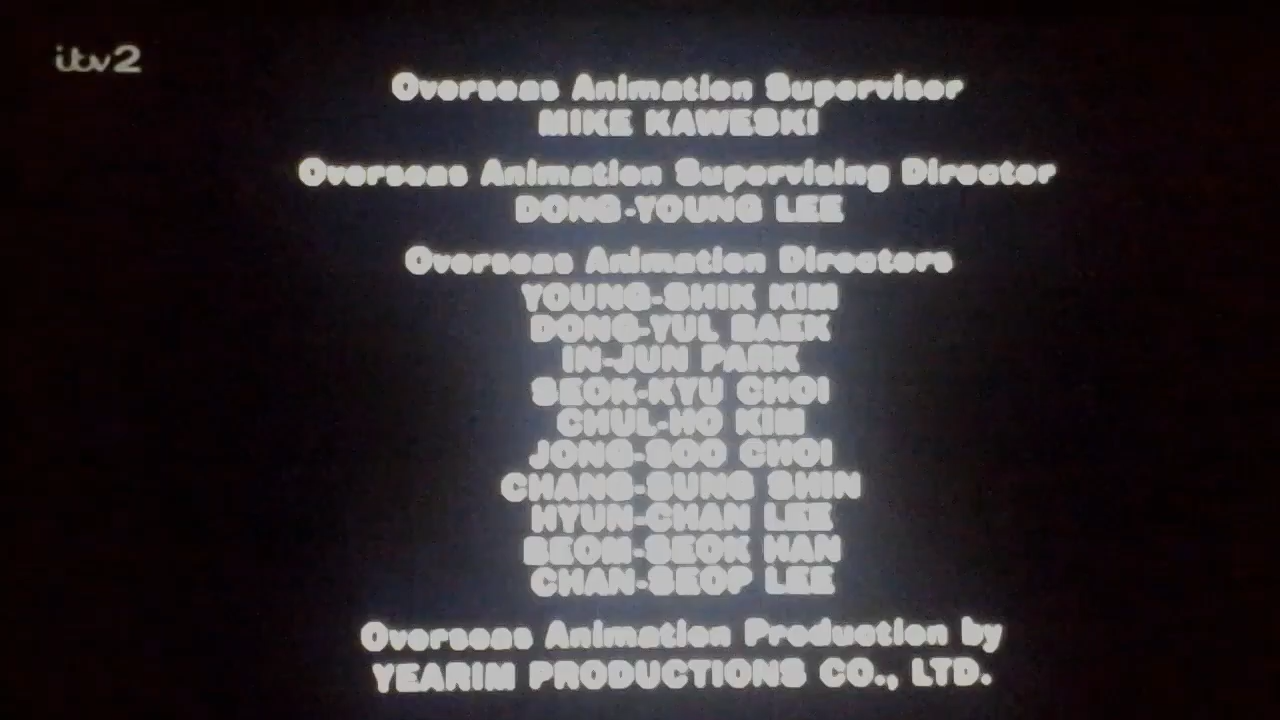 itv2
Overseas Animation Supervisor
MIKE KAWESKI
Overseas Animation Supervising Director
DONG-YOUNG LEE
Overseas Animation Directors
YOUNG-SHIK KIM
DONG-YUL BAEK
IN-JUN PARK
SEOK-KYU CHOI
CHUL-HO KIM
JONG-SOO CHOI
CHANG-SUNG SHIN
HYUN-CHAN LEE
BEOM-SEOK HAN
CHAN-SEOP LEE
Overseas Animation Production by
YEARIM PRODUCTIONS CO., LTD.